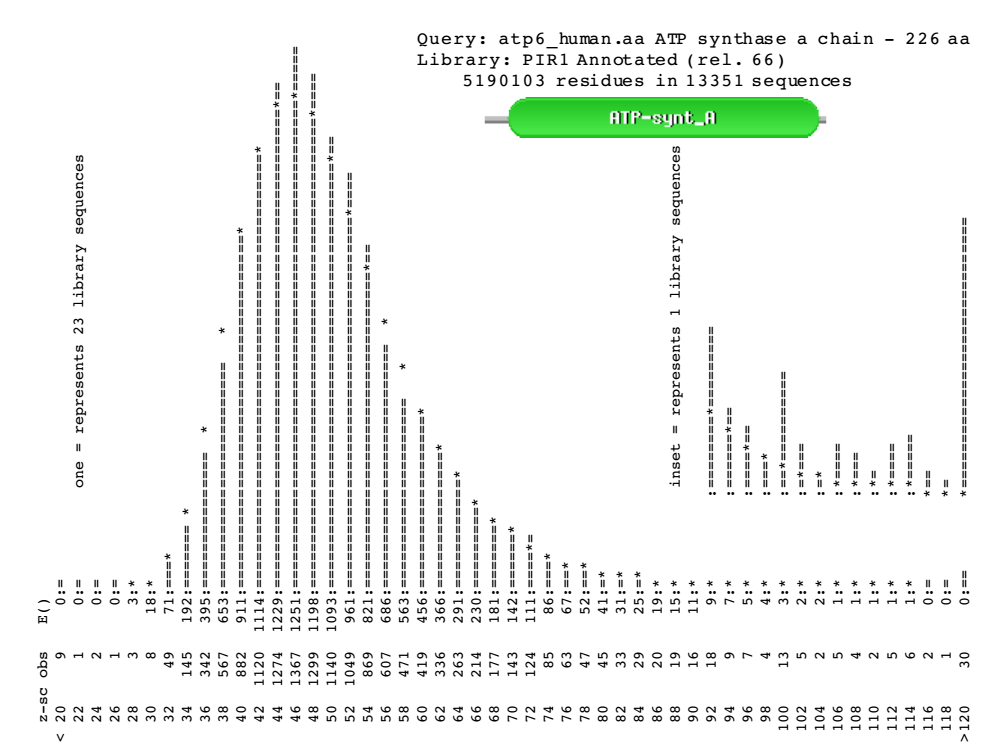 Query: atp6_human.aa ATP synthase a chain - 226 aa
Library: PIR1 Annotated (rel. 66)
5190103 residues in 13351 sequences
ATP-synt_A
z-sc obs E()
< 20 9 0:
22 1 0: one = represents 23 library sequences
24 2 0:
26 1 0:
28 3 3:
30 8 18:
32 49 71:
34 145 192:
36 342 395:
38 567 653:
40 882 911:
42 1120 1114:
44 1274 1229:
46 1367 1251:
48 1299 1198:
50 1140 1093:
52 1049 961:
54 869 821:
56 607 686:
58 471 563:
60 419 456:
62 336 366:
64 263 291:
66 214 230:
68 177 181:
70 143 142:
72 124 111:
74 85 86:
76 63 67:
78 47 52:
80 45 41:
82 33 31:
84 29 25:
86 20 19:
88 19 15: inset = represents 1 library sequences
90 16 11:
92 18 9:
94 9 7:
96 7 5:
98 4 4:
100 13 3:
102 5 2:
104 2 2:
106 5 1:
108 4 1:
110 2 1:
112 5 1:
114 6 1:
116 2 0:
118 1 0:
>120 30 0: